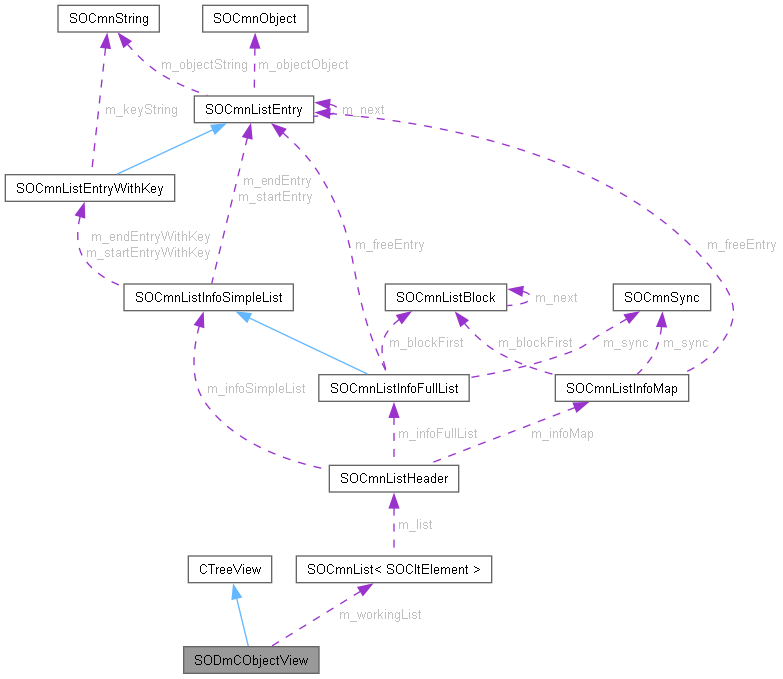 SOCmnString
SOCmnObject
m_objectString
m_objectObject
SOCmnListEntry
m_next
m_keyString
SOCmnListEntryWithKey
m_endEntry
m_startEntry
m_endEntryWithKey
m_startEntryWithKey
m_freeEntry
m_freeEntry
SOCmnListInfoSimpleList
SOCmnListBlock
m_next
SOCmnSync
m_blockFirst
m_blockFirst
m_sync
m_sync
m_infoSimpleList
SOCmnListInfoFullList
SOCmnListInfoMap
m_infoFullList
m_infoMap
SOCmnListHeader
m_list
CTreeView
SOCmnList< SOCltElement >
m_workingList
SODmCObjectView